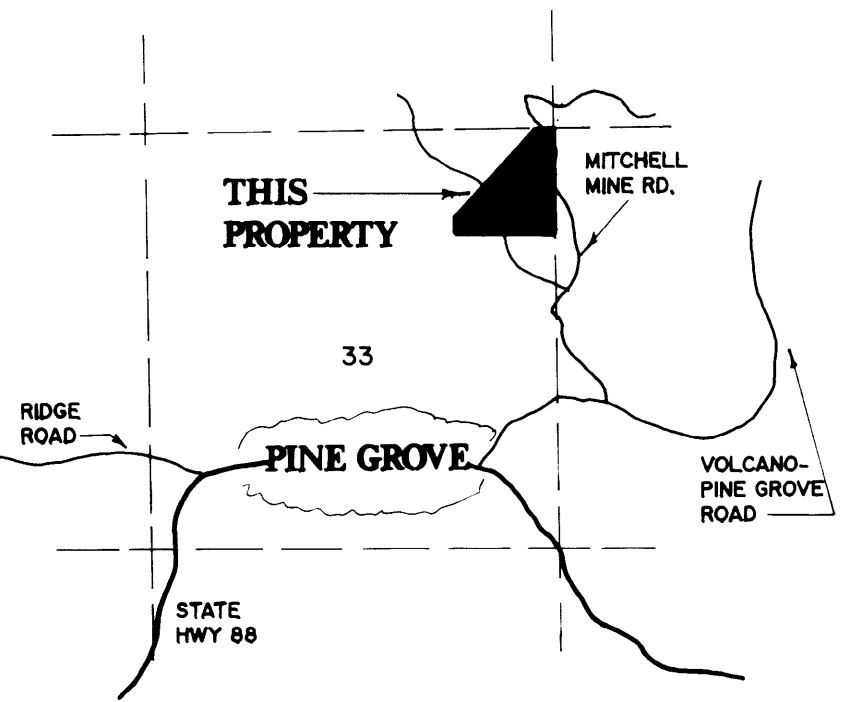 MITCHELL
MINE RD.
THIS
PROPERTY
33
RIDGE
ROAD
PINE GROVE
VOLCANO-
PINE GROVE
ROAD
STATE
HWY 88